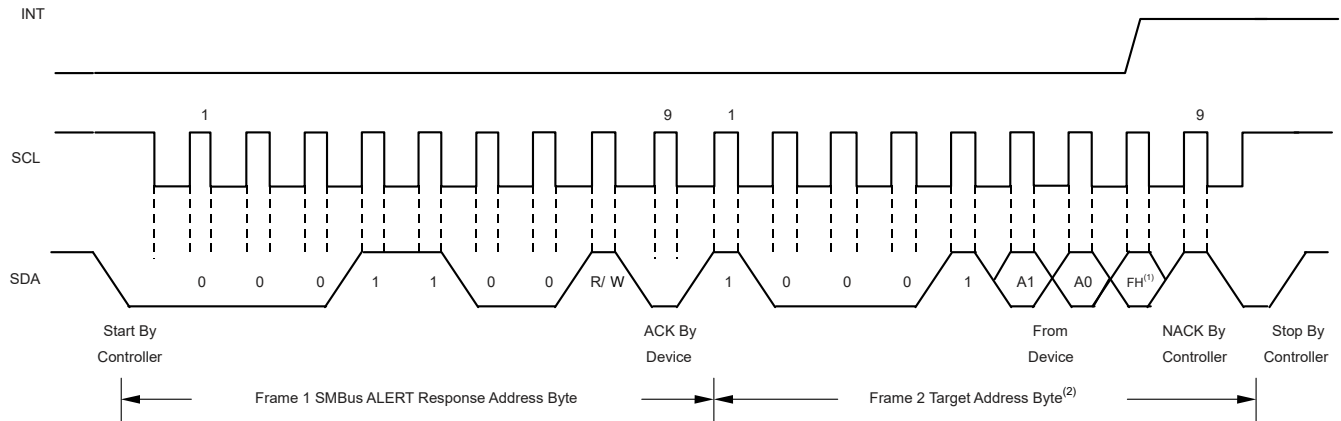 INT
1 9 1 9
SCL
SDA
0 0 0 1 1 0 0 R/ W 1 0 0 0 1 A1 A0 FH(1)
Start By
Controller
ACK By
Device
From
Device
NACK By
Controller
Stop By
Controller
Frame 1 SMBus ALERT Response Address Byte
Frame 2 Target Address Byte(2)